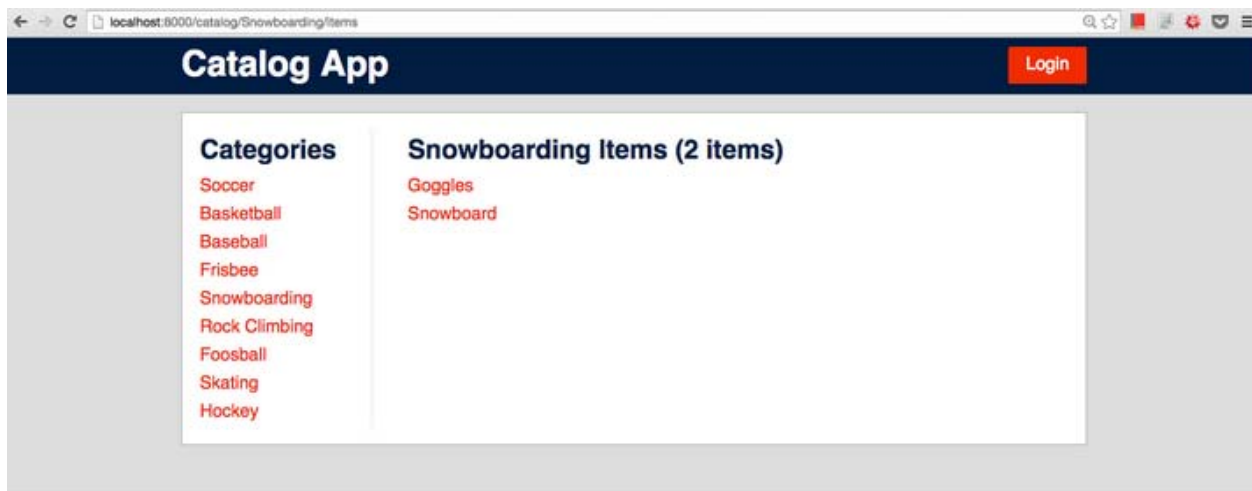 localhost:8000/catalog/Snowboarding/items
Catalog App
Login
Categories
Soccer
Basketball
Baseball
Frisbee
Snowboarding
Rock Climbing
Foosball
Skating
Hockey
Snowboarding Items (2 items)
Goggles
Snowboard